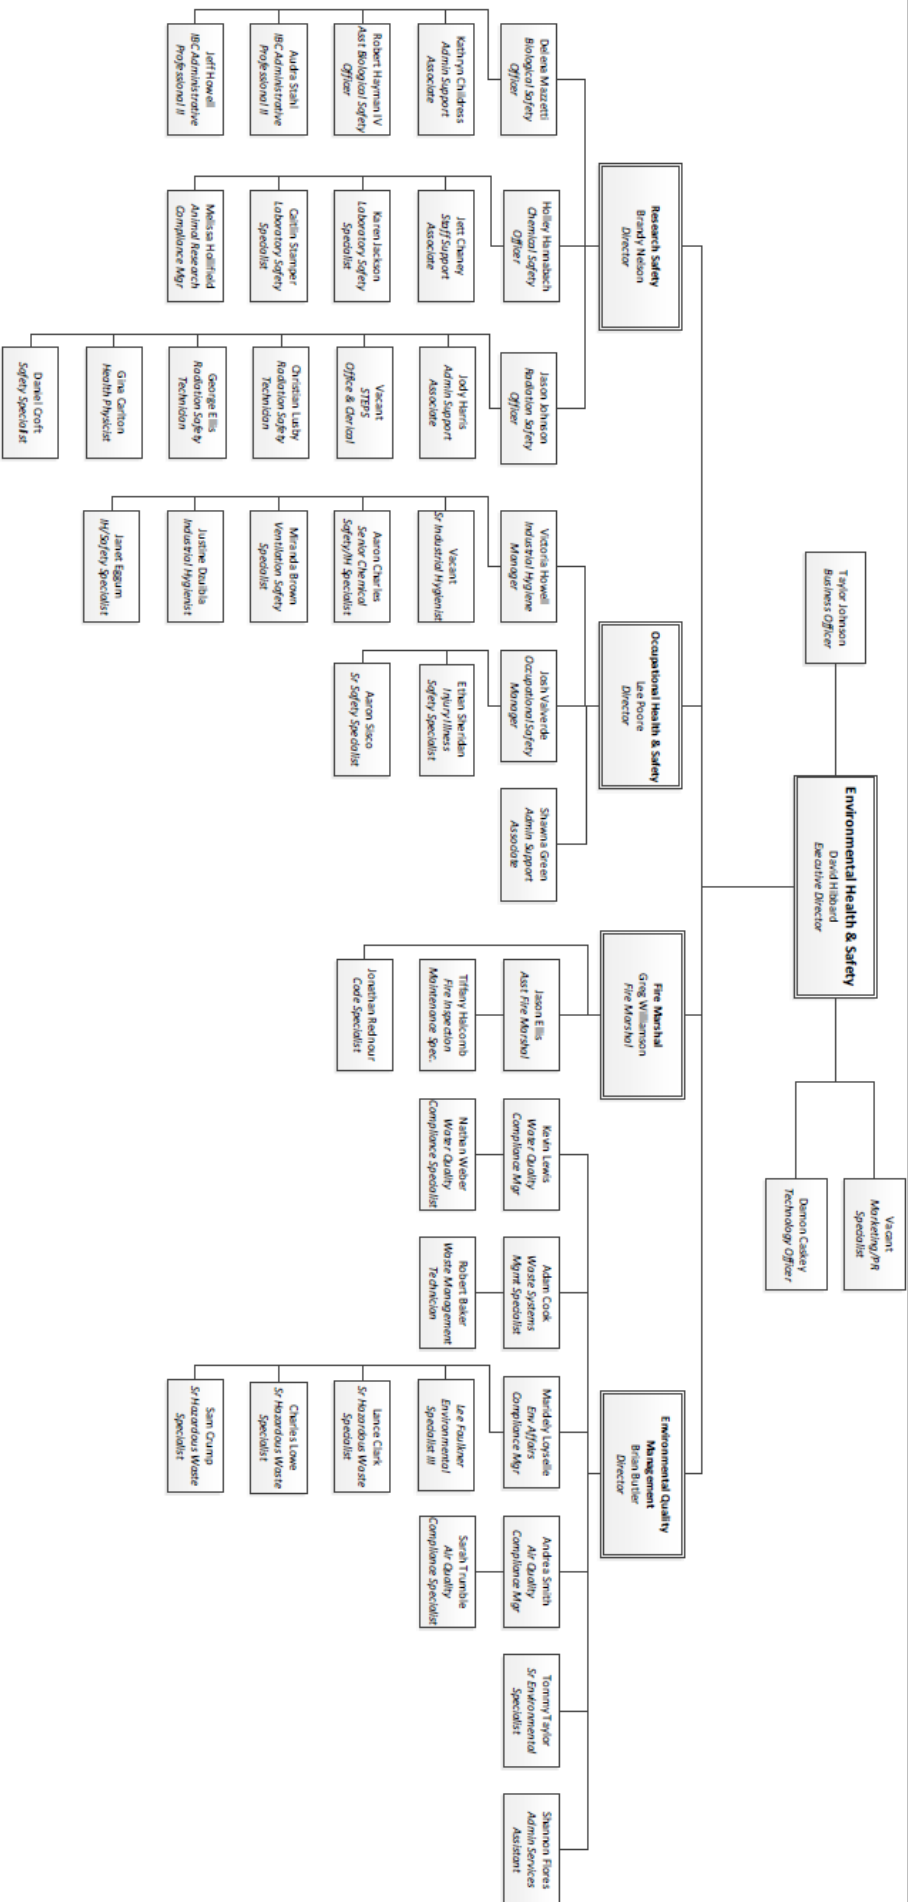 Environmental Health & Safety
David Hibbard
Executive Director
Taylor Johnson
Business Officer
Vacant
Marketing/PR
Specialist
Damon Caskey
Technology Officer
Research Safety
Brandy Nelson
Director
Occupational Health & Safety
Lee Poore
Director
Fire Marshal
Greg Williamson
Fire Marshal
Environmental Quality
Management
Brian Butler
Director
Delena Mazzetti
Biological Safety
Officer
Kathryn Childress
Admin Support
Associate
Robert Hayman IV
Asst Biological Safety
Officer
Audra Stahl
IBC Administrative
Professional II
Jeff Howell
IBC Administrative
Professional II
Holley Hannabach
Chemical Safety
Officer
Jett Chaney
Staff Support
Associate
Karen Jackson
Laboratory Safety
Specialist
Caitlin Stamper
Laboratory Safety
Specialist
Melissa Hollifield
Animal Research
Compliance Mgr
Jason Johnson
Radiation Safety
Officer
Jody Harris
Admin Support
Associate
Vacant
STEPS
Office & Clerical
Christian Lusby
Radiation Safety
Technician
George Ellis
Radiation Safety
Technician
Gina Carlton
Health Physicist
Daniel Croft
Safety Specialist
Victoria Howell
Industrial Hygiene
Manager
Vacant
Sr Industrial Hygienist
Aaron Charles
Senior Chemical
Safety/IH Specialist
Miranda Brown
Ventilation Safety
Specialist
Justine Dzuibla
Industrial Hygienist
Janet Eggum
IH/Safety Specialist
Josh Valverde
Occupational Safety
Manager
Ethan Sheridan
Injury Illness
Safety Specialist
Aaron Sisco
Sr Safety Specialist
Shawna Green
Admin Support
Associate
Jason Ellis
Asst Fire Marshal
Tiffany Halcomb
Fire Inspection
Maintenance Spec.
Jonathan Rednour
Code Specialist
Kevin Lewis
Water Quality
Compliance Mgr
Nathan Weber
Water Quality
Compliance Specialist
Adam Cook
Waste Systems
Mgmt Specialist
Robert Baker
Waste Management
Technician
Maridely Loyselle
Env Affairs
Compliance Mgr
Lee Faulkner
Environmental
Specialist III
Lance Clark
Sr Hazardous Waste
Specialist
Charles Lowe
Sr Hazardous Waste
Specialist
Sam Crump
Sr Hazardous Waste
Specialist
Andrea Smith
Air Quality
Compliance Mgr
Sarah Trumble
Air Quality
Compliance Specialist
Tommy Taylor
Sr Environmental
Specialist
Shannon Flores
Admin Services
Assistant